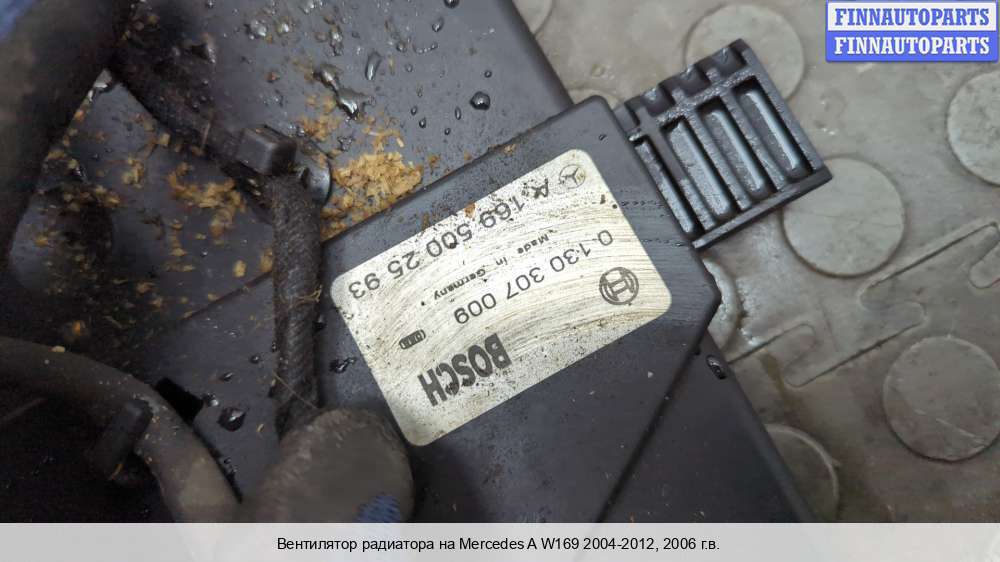 FINNAUTOPARTS
FINNAUTOPARTS
A 169 500 25 93
0 130 307 009
Made in Germany
BOSCH
Вентилятор радиатора на Mercedes A W169 2004-2012, 2006 г.в.